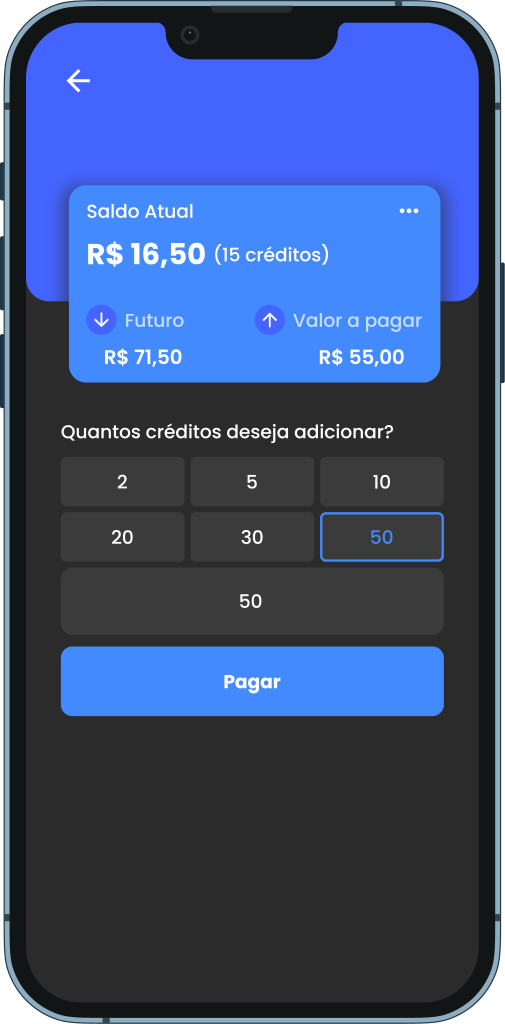 Saldo Atual
R$ 16,50 (15 créditos)
Futuro Valor a pagar
R$ 71,50 R$ 55,00
Quantos créditos deseja adicionar?
2 5 10
20 30 50
50
Pagar